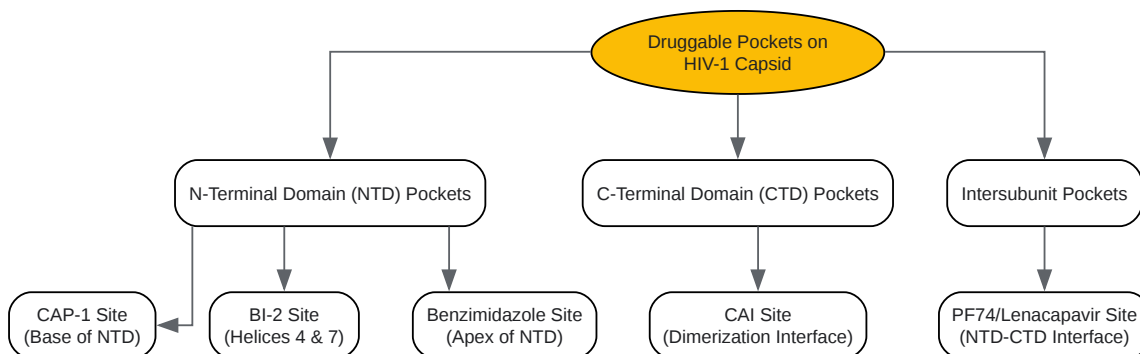 Druggable Pockets on
HIV-1 Capsid
N-Terminal Domain (NTD) Pockets
C-Terminal Domain (CTD) Pockets
Intersubunit Pockets
CAP-1 Site
(Base of NTD)
BI-2 Site
(Helices 4 & 7)
Benzimidazole Site
(Apex of NTD)
CAI Site
(Dimerization Interface)
PF74/Lenacapavir Site
(NTD-CTD Interface)